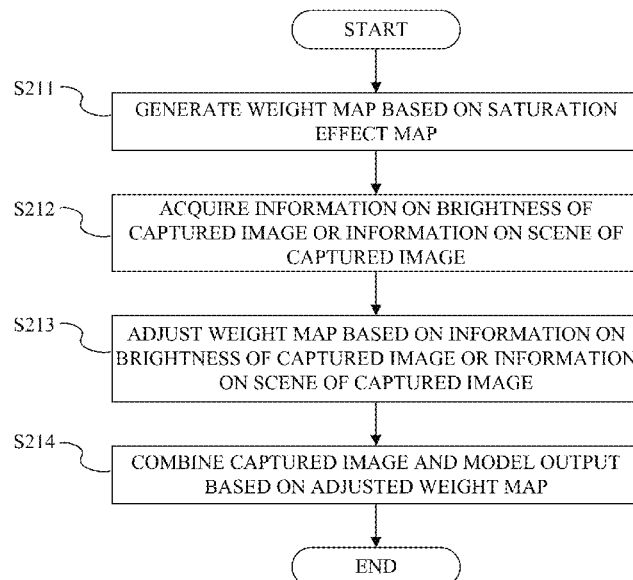 START
S211
GENERATE WEIGHT MAP BASED ON SATURATION
EFFECT MAP
S212
ACQUIRE INFORMATION ON BRIGHTNESS OF
CAPTURED IMAGE OR INFORMATION ON SCENE OF
CAPTURED IMAGE
S213
ADJUST WEIGHT MAP BASED ON INFORMATION ON
BRIGHTNESS OF CAPTURED IMAGE OR INFORMATION
ON SCENE OF CAPTURED IMAGE
S214
COMBINE CAPTURED IMAGE AND MODEL OUTPUT
BASED ON ADJUSTED WEIGHT MAP
END